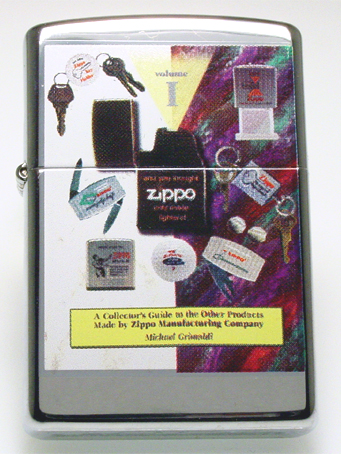 volume
I
and you thought
zippo
only made
lighters!
A Collector's Guide to the Other Products
Made by Zippo Manufacturing Company
Michael Grimaldi